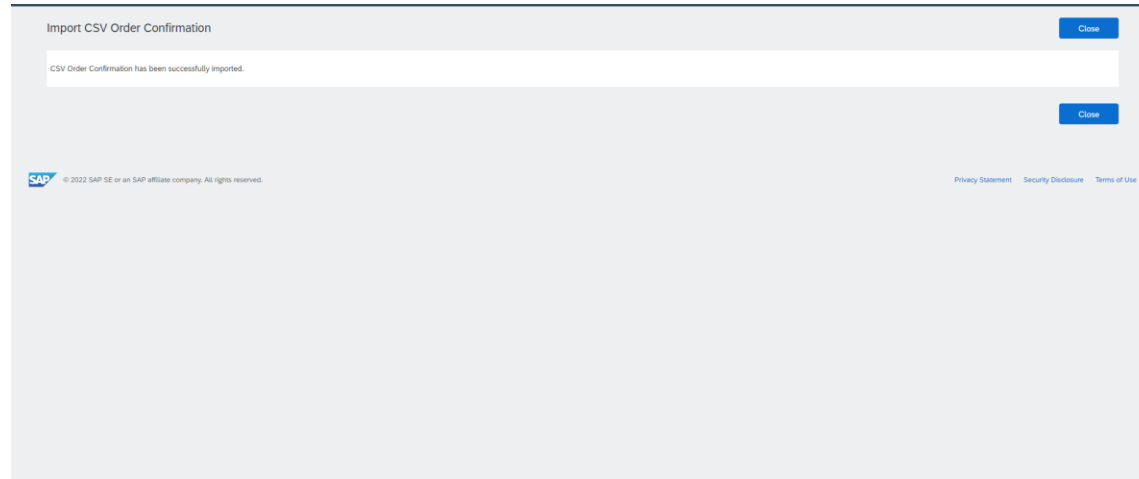 Import CSV Order Confirmation
Close
CSV Order Confirmation has been successfully imported.
Close
SAP © 2022 SAP SE or an SAP affiliate company. All rights reserved.
Privacy Statement Security Disclosure Terms of Use